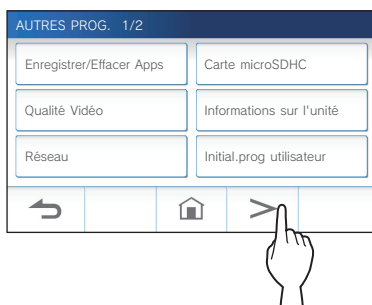 AUTRES PROG. 1/2
Enregistrer/Effacer Apps
Carte microSDHC
Qualité Vidéo
Informations sur l'unité
Réseau
Initial.prog utilisateur